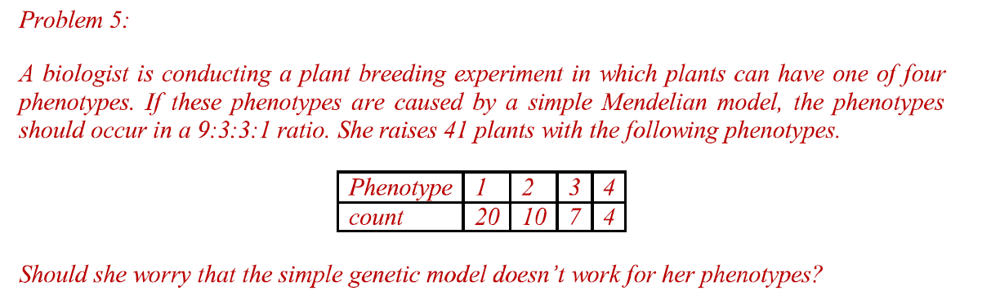 Problem 5:
A biologist is conducting a plant breeding experiment in which plants can have one of four
phenotypes. If these phenotypes are caused by a simple Mendelian model, the phenotypes
should occur in a 9:3:3:1 ratio. She raises 41 plants with the following phenotypes.
Phenotype 1 2 3 4
count 20 10 7 4
Should she worry that the simple genetic model doesn't work for her phenotypes?